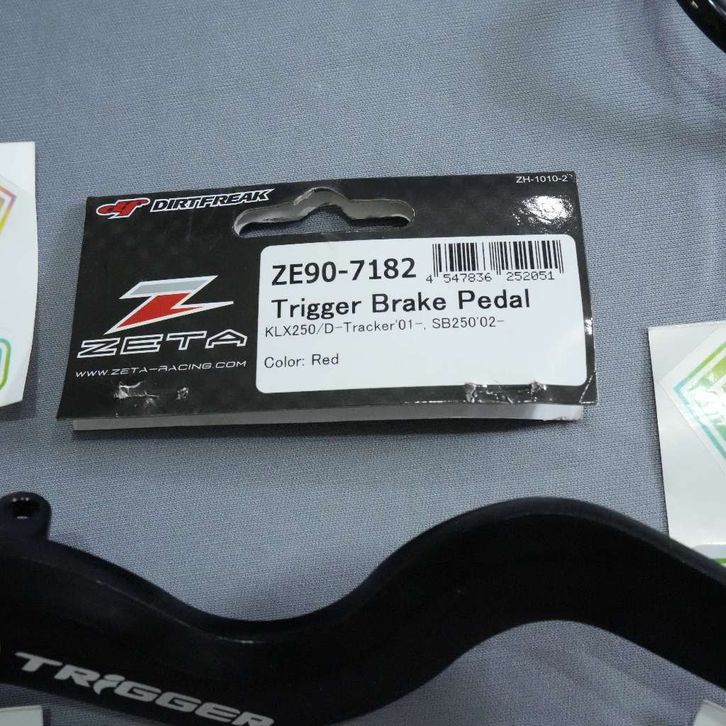 ZH-1010-2
DIRTFREAK
ZE90-7182
4 547836 252051
Trigger Brake Pedal
KLX250/D-Tracker'01-, SB250'02-
Color: Red
ZETA
WWW.ZETA-RACING.COM
TRIGGER